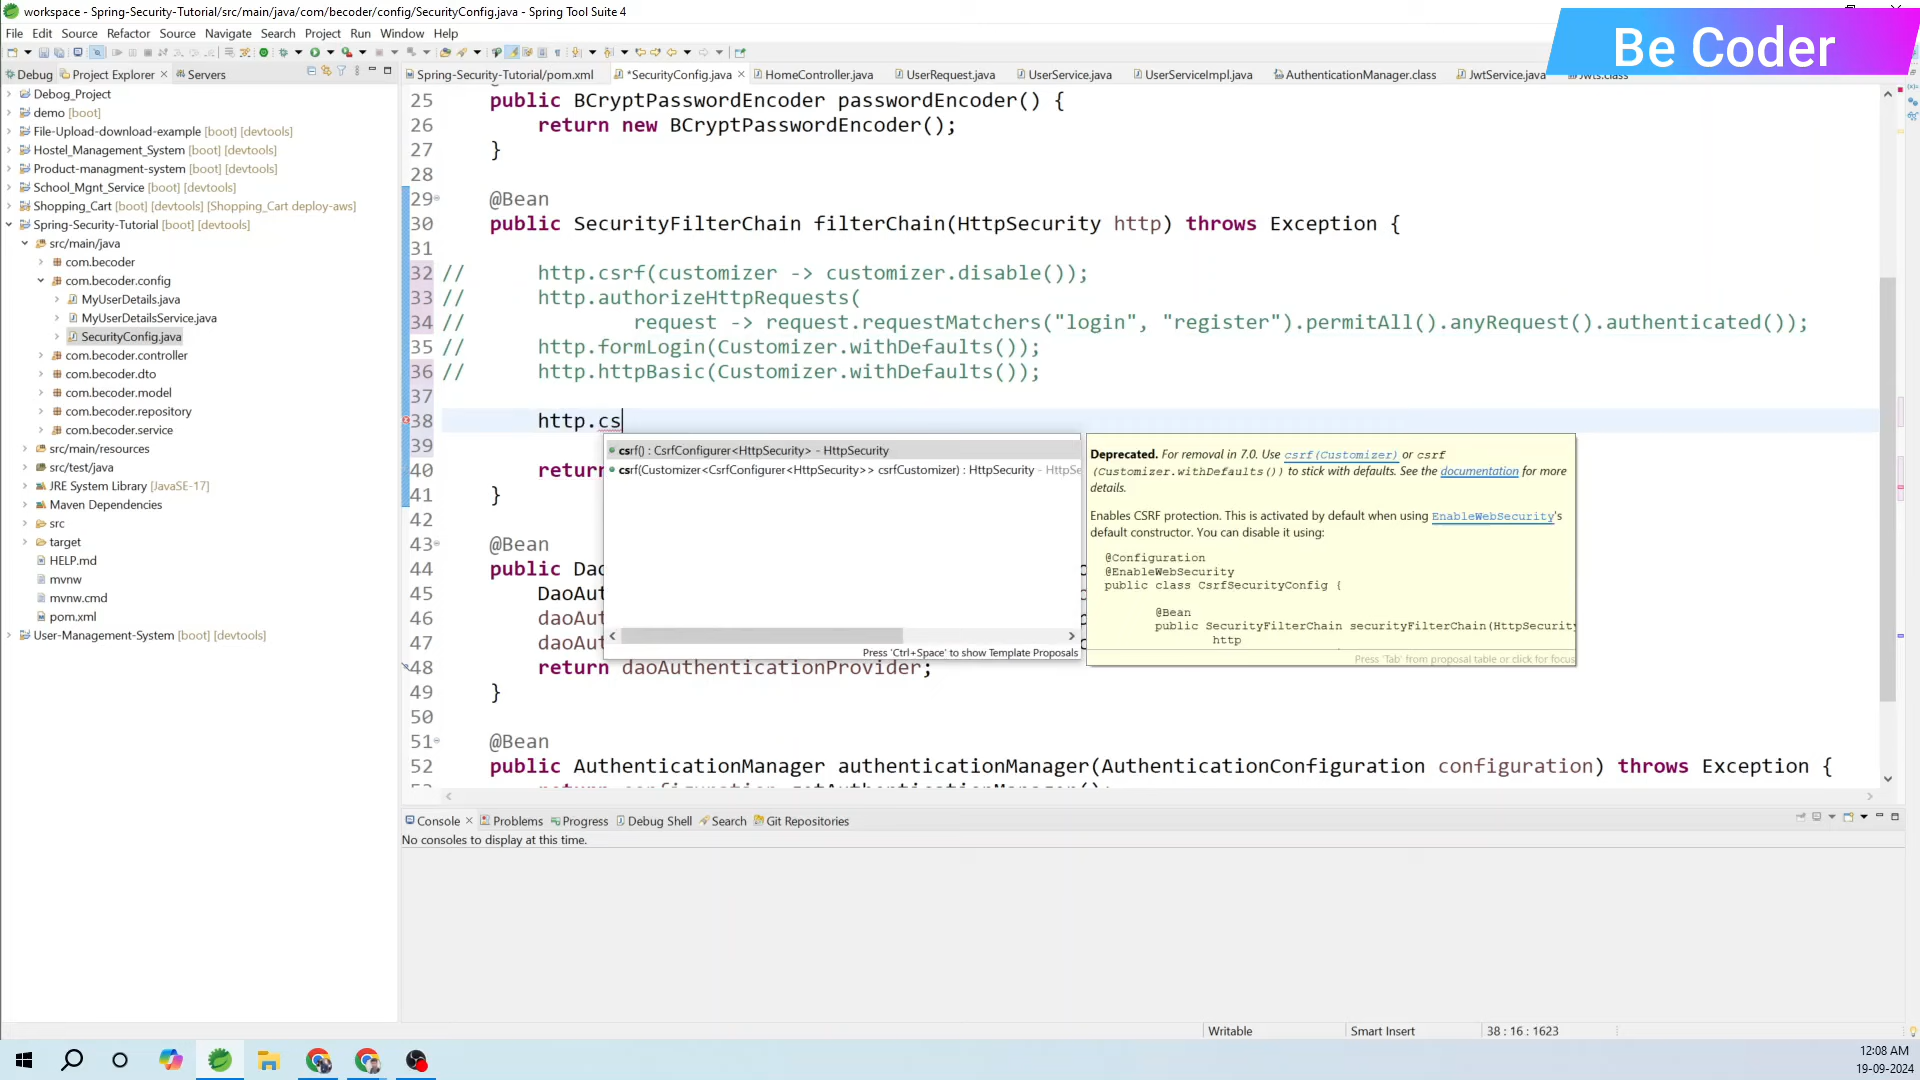 workspace - Spring-Security-Tutorial/src/main/java/com/becoder/config/SecurityConfig.java - Spring Tool Suite 4
Be Coder
File Edit Source Refactor Source Navigate Search Project Run Window Help
Debug Project Explorer Servers
Spring-Security-Tutorial/pom.xml *SecurityConfig.java HomeController.java UserRequest.java UserService.java UserServiceImpl.java AuthenticationManager.class JwtService.java Jwts.class
Debug_Project
demo [boot]
File-Upload-download-example [boot] [devtools]
Hostel_Management_System [boot] [devtools]
Product-managment-system [boot] [devtools]
School_Mgnt_Service [boot] [devtools]
Shopping_Cart [boot] [devtools] [Shopping_Cart deploy-aws]
Spring-Security-Tutorial [boot] [devtools]
src/main/java
com.becoder
com.becoder.config
MyUserDetails.java
MyUserDetailsService.java
SecurityConfig.java
com.becoder.controller
com.becoder.dto
com.becoder.model
com.becoder.repository
com.becoder.service
src/main/resources
src/test/java
JRE System Library [JavaSE-17]
Maven Dependencies
src
target
HELP.md
mvnw
mvnw.cmd
pom.xml
User-Management-System [boot] [devtools]
25 public BCryptPasswordEncoder passwordEncoder() {
26 return new BCryptPasswordEncoder();
27 }
28
29 @Bean
30 public SecurityFilterChain filterChain(HttpSecurity http) throws Exception {
31
32 // http.csrf(customizer -> customizer.disable());
33 // http.authorizeHttpRequests(
34 // request -> request.requestMatchers("login", "register").permitAll().anyRequest().authenticated());
35 // http.formLogin(Customizer.withDefaults());
36 // http.httpBasic(Customizer.withDefaults());
37
38 http.cs
39
40 return
41 }
42
43 @Bean
44 public Dao
45 DaoAut
46 daoAut
47 daoAut
48 return daoAuthenticationProvider;
49 }
50
51 @Bean
52 public AuthenticationManager authenticationManager(AuthenticationConfiguration configuration) throws Exception {
csrf() : CsrfConfigurer<HttpSecurity> - HttpSecurity
csrf(Customizer<CsrfConfigurer<HttpSecurity>> csrfCustomizer) : HttpSecurity - HttpSe
Press 'Ctrl+Space' to show Template Proposals
Deprecated. For removal in 7.0. Use csrf(Customizer) or csrf
(Customizer.withDefaults()) to stick with defaults. See the documentation for more
details.
Enables CSRF protection. This is activated by default when using EnableWebSecurity's
default constructor. You can disable it using:
@Configuration
@EnableWebSecurity
public class CsrfSecurityConfig {
@Bean
public SecurityFilterChain securityFilterChain(HttpSecurity
http
Press 'Tab' from proposal table or click for focus
Console Problems Progress Debug Shell Search Git Repositories
No consoles to display at this time.
Writable Smart Insert 38 : 16 : 1623
12:08 AM
19-09-2024